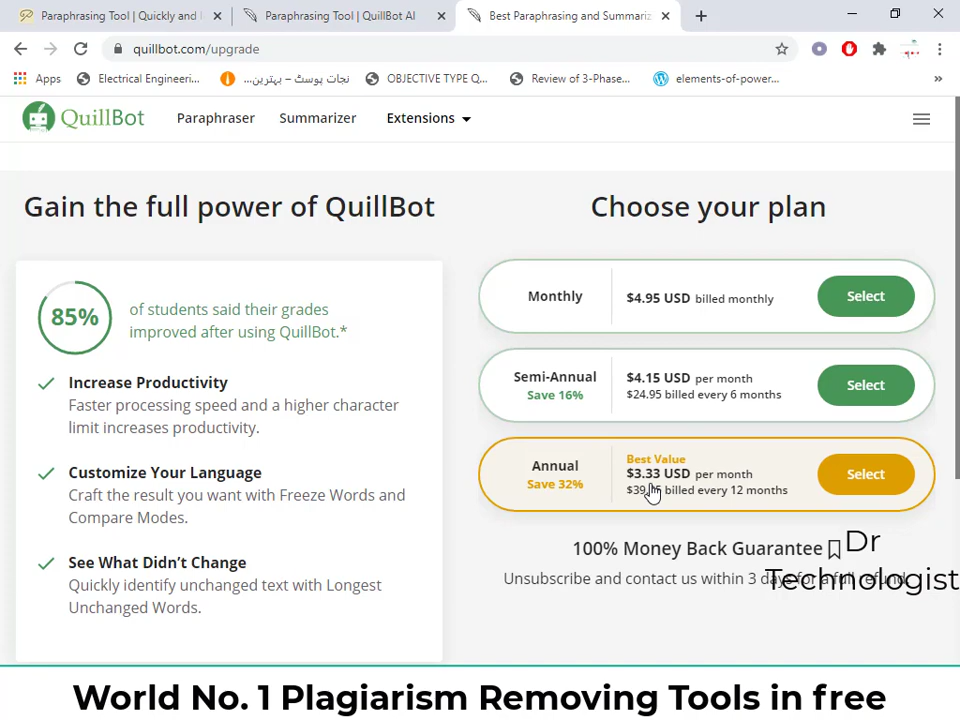 Paraphrasing Tool | Quickly and
Paraphrasing Tool | QuillBot AI
Best Paraphrasing and Summariz
quillbot.com/upgrade
Apps
Electrical Engineeri...
نجات پوسٹ – بہترین...
OBJECTIVE TYPE Q...
Review of 3-Phase...
elements-of-power...
»
QuillBot
Paraphraser
Summarizer
Extensions
Gain the full power of QuillBot
85%
of students said their grades
improved after using QuillBot.*
Increase Productivity
Faster processing speed and a higher character
limit increases productivity.
Customize Your Language
Craft the result you want with Freeze Words and
Compare Modes.
See What Didn't Change
Quickly identify unchanged text with Longest
Unchanged Words.
Choose your plan
Monthly
$4.95 USD billed monthly
Select
Semi-Annual
Save 16%
$4.15 USD per month
$24.95 billed every 6 months
Select
Annual
Save 32%
Best Value
$3.33 USD per month
billed every 12 months
Select
100% Money Back Guarantee
Unsubscribe and contact us within 3 days for a full refund.
Dr
Technologist
World No. 1 Plagiarism Removing Tools in free